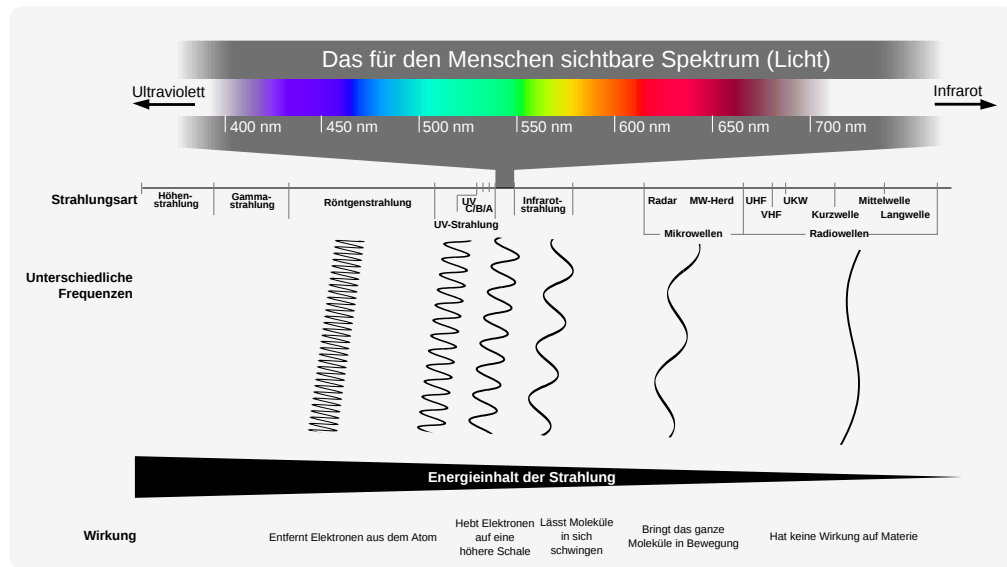 Das für den Menschen sichtbare Spektrum (Licht)
Ultraviolett
Infrarot
400 nm
450 nm
500 nm
550 nm
600 nm
650 nm
700 nm
Strahlungsart
Höhen-
strahlung
Gamma-
strahlung
Röntgenstrahlung
UV
C/B/A
UV-Strahlung
Infrarot-
strahlung
Radar
MW-Herd
Mikrowellen
UHF
VHF
UKW
Kurzwelle
Mittelwelle
Langwelle
Radiowellen
Unterschiedliche
Frequenzen
Energieinhalt der Strahlung
Wirkung
Entfernt Elektronen aus dem Atom
Hebt Elektronen
auf eine
höhere Schale
Lässt Moleküle
in sich
schwingen
Bringt das ganze
Moleküle in Bewegung
Hat keine Wirkung auf Materie